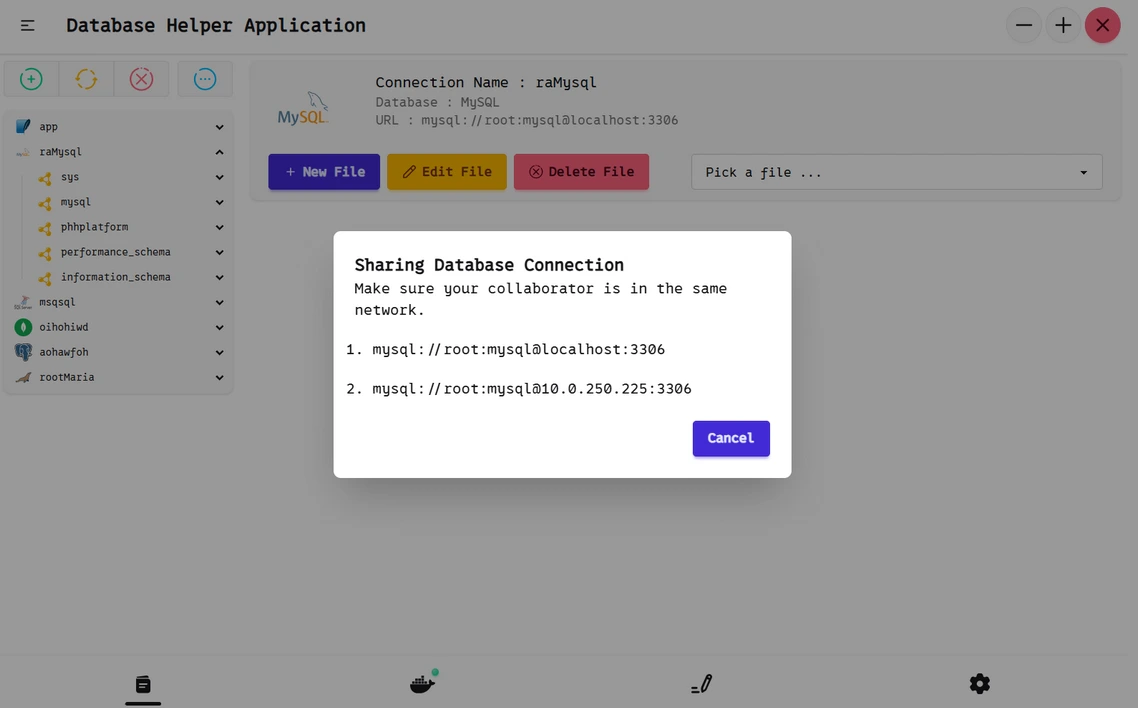 Database Helper Application
Connection Name : raMysql
Database : MySQL
URL : mysql://root:mysql@localhost:3306
MySQL
+ New File
Edit File
Delete File
Pick a file ...
app
raMysql
sys
mysql
phhplatform
performance_schema
information_schema
msqsql
oihohiwd
aohawfoh
rootMaria
Sharing Database Connection
Make sure your collaborator is in the same
network.
1. mysql://root:mysql@localhost:3306
2. mysql://root:mysql@10.0.250.225:3306
Cancel